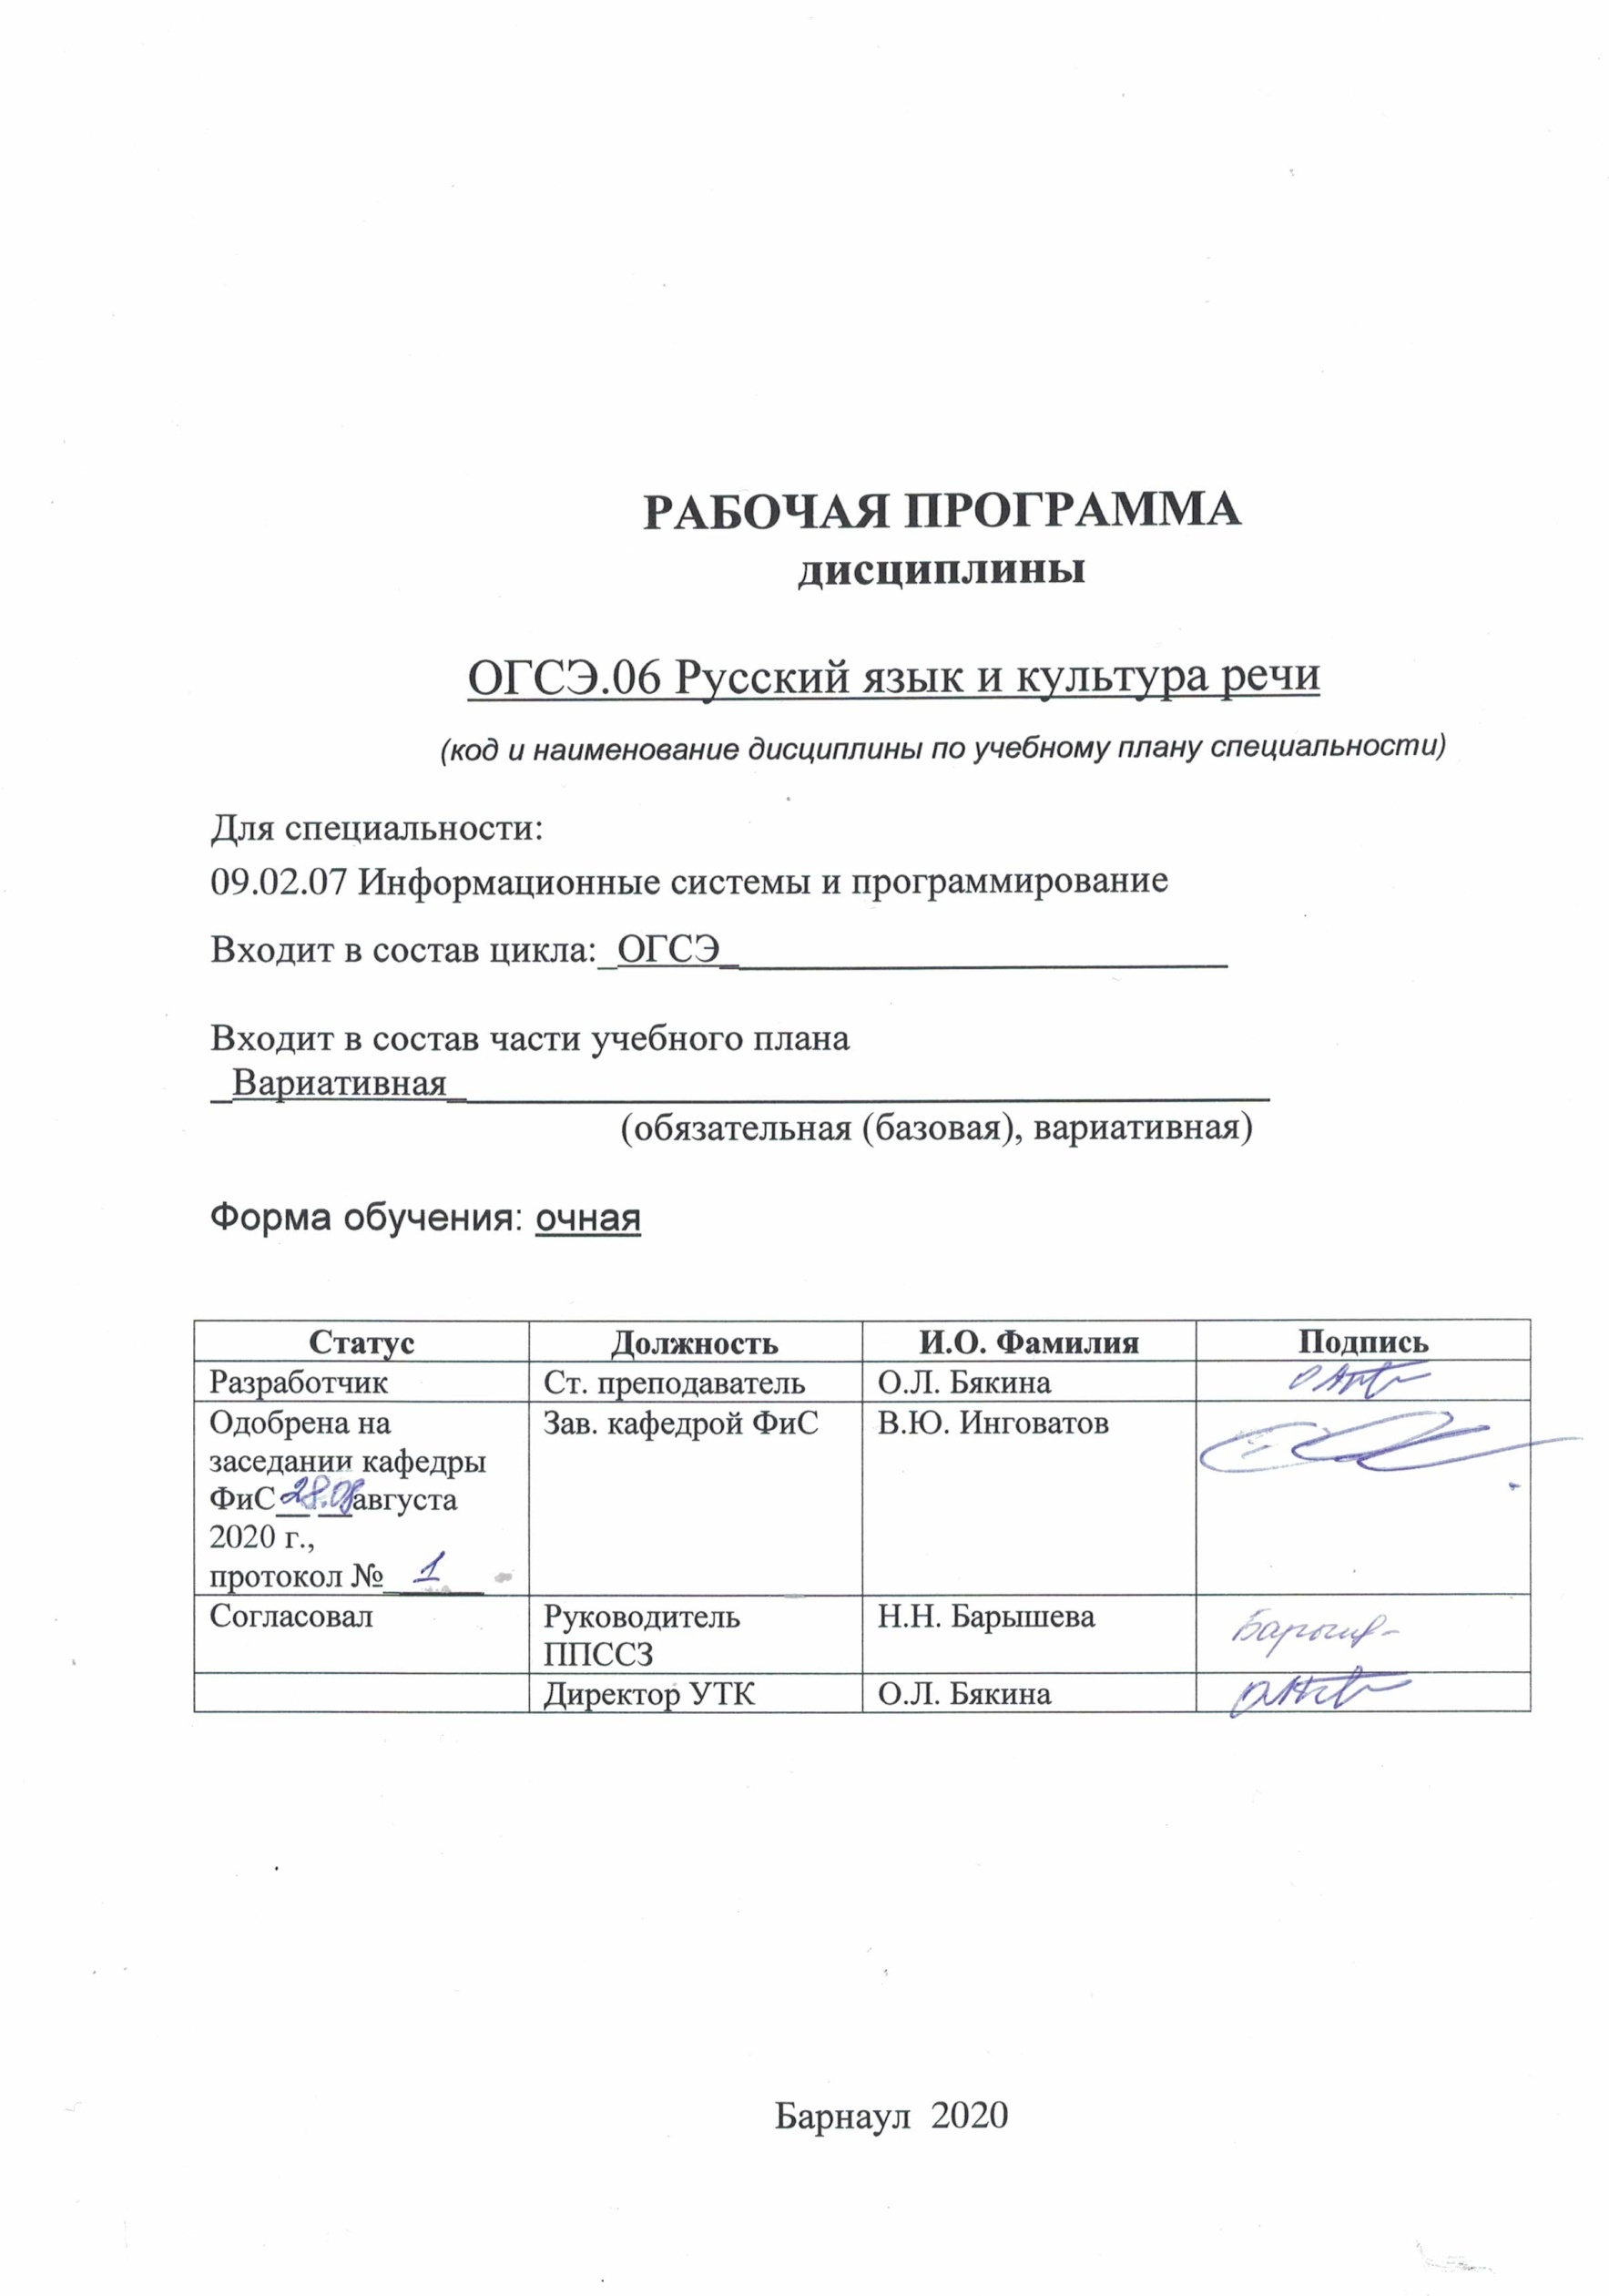 РАБОЧАЯ ПРОГРАММА
дисциплины
ОГСЭ.06 Русский язык и культура речи
(код и наименование дисциплины по учебному плану специальности)
Для специальности:
09.02.07 Информационные системы и программирование
Входит в состав цикла:_ОГСЭ_
Входит в состав части учебного плана
_Вариативная_
(обязательная (базовая), вариативная)
Форма обучения: очная
Статус Должность И.О. Фамилия Подпись
Разработчик Ст. преподаватель О.Л. Бякина
Одобрена на Зав. кафедрой ФиС В.Ю. Инговатов
заседании кафедры
ФиС 28.08 августа
2020 г.,
протокол № 1
Согласовал Руководитель Н.Н. Барышева
ППССЗ
Директор УТК О.Л. Бякина
Барнаул 2020